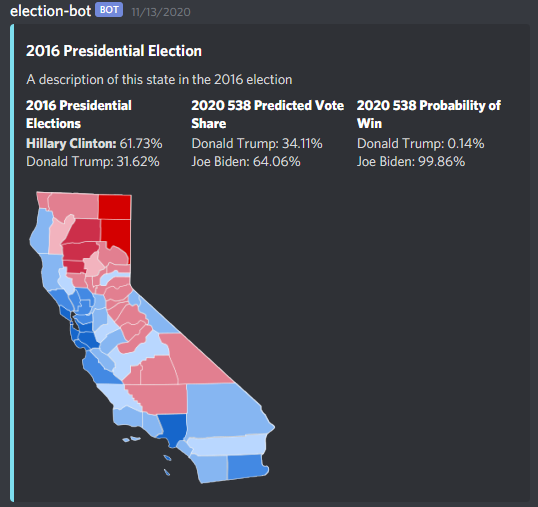 election-bot BOT 11/13/2020
2016 Presidential Election
A description of this state in the 2016 election
2016 Presidential Elections
Hillary Clinton: 61.73%
Donald Trump: 31.62%
2020 538 Predicted Vote Share
Donald Trump: 34.11%
Joe Biden: 64.06%
2020 538 Probability of Win
Donald Trump: 0.14%
Joe Biden: 99.86%